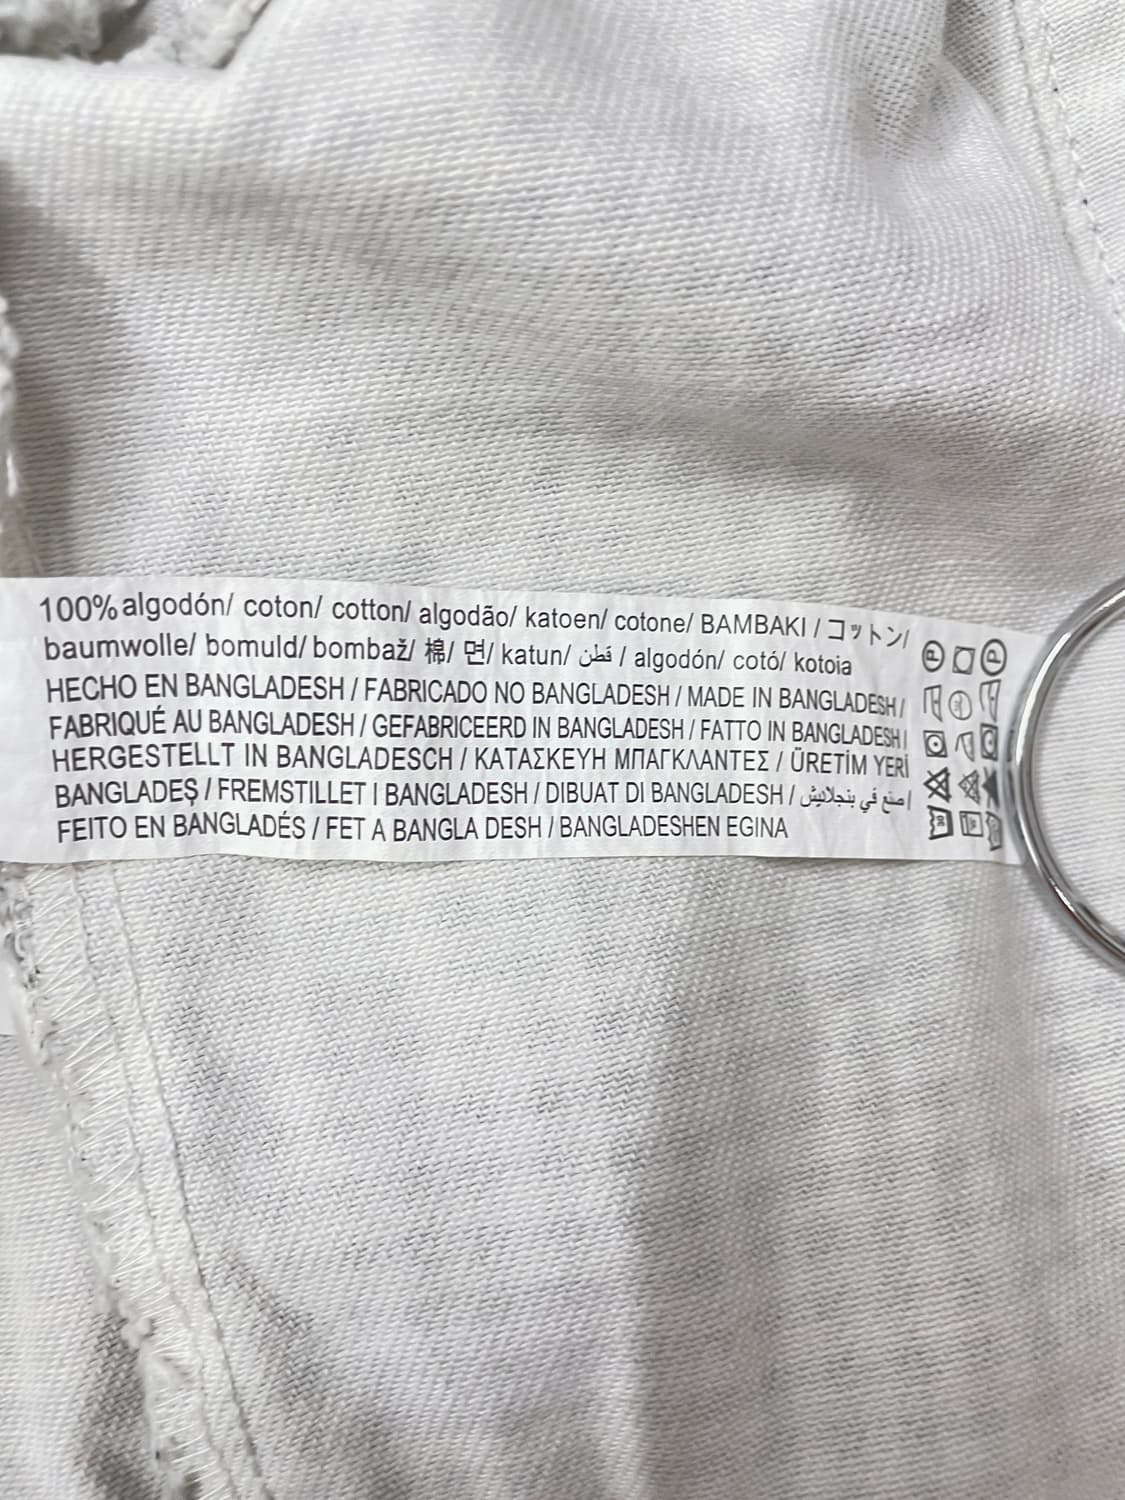 100% algodón/ coton/ cotton/ algodão/ katoen/ cotone/ BAMBAKI / コットン/
baumwolle/ bomuld/ bombaž/ 棉/ 면/ katun/ قطن / algodón/ cotó/ kotoia
HECHO EN BANGLADESH / FABRICADO NO BANGLADESH / MADE IN BANGLADESH /
FABRIQUÉ AU BANGLADESH / GEFABRICEERD IN BANGLADESH / FATTO IN BANGLADESH /
HERGESTELLT IN BANGLADESCH / ΚΑΤΑΣΚΕΥΗ ΜΠΑΓΚΛΑΝΤΕΣ / ÜRETİM YERİ
BANGLADEŞ / FREMSTILLET I BANGLADESH / DIBUAT DI BANGLADESH / اصنع في بنجلاديش
FEITO EN BANGLADÉS / FET A BANGLA DESH / BANGLADESHEN EGINA